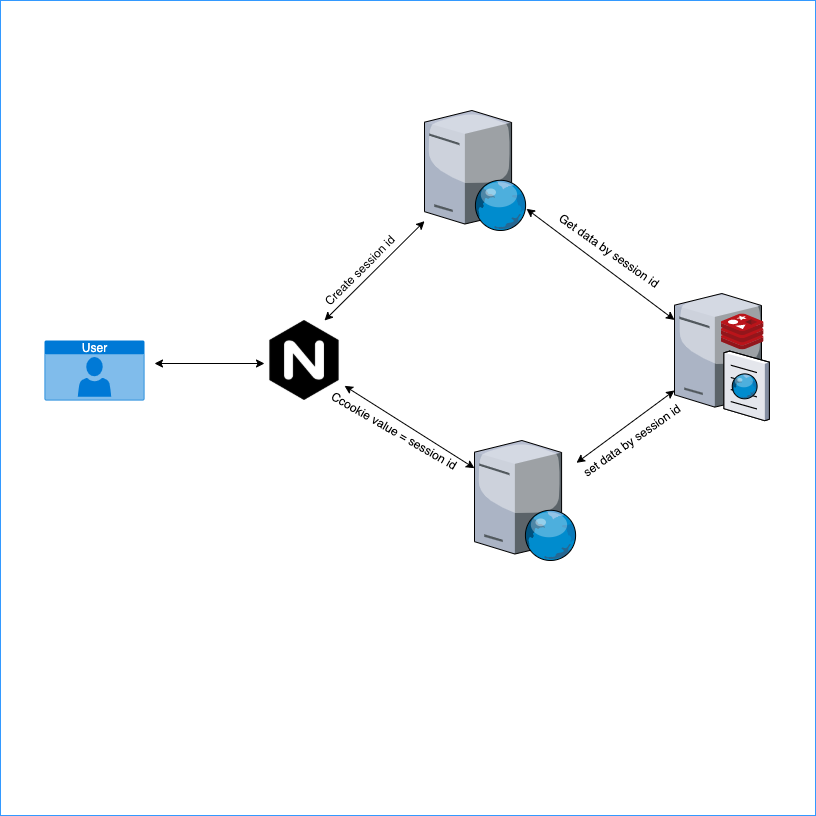 Create session id
Get data by session id
User
N
Ccookie value = session id
set data by session id